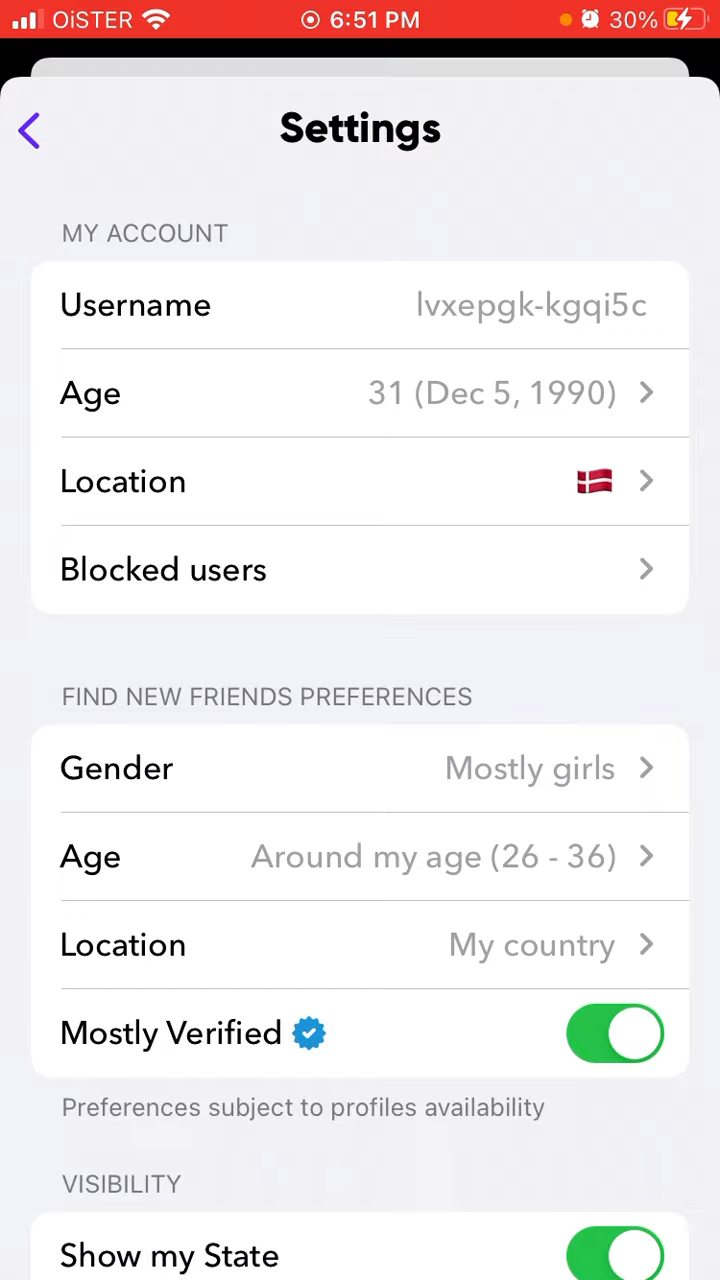 OiSTER 6:51 PM 30%
Settings
MY ACCOUNT
Username lvxepgk-kgqi5c
Age 31 (Dec 5, 1990)
Location
Blocked users
FIND NEW FRIENDS PREFERENCES
Gender Mostly girls
Age Around my age (26 - 36)
Location My country
Mostly Verified
Preferences subject to profiles availability
VISIBILITY
Show my State